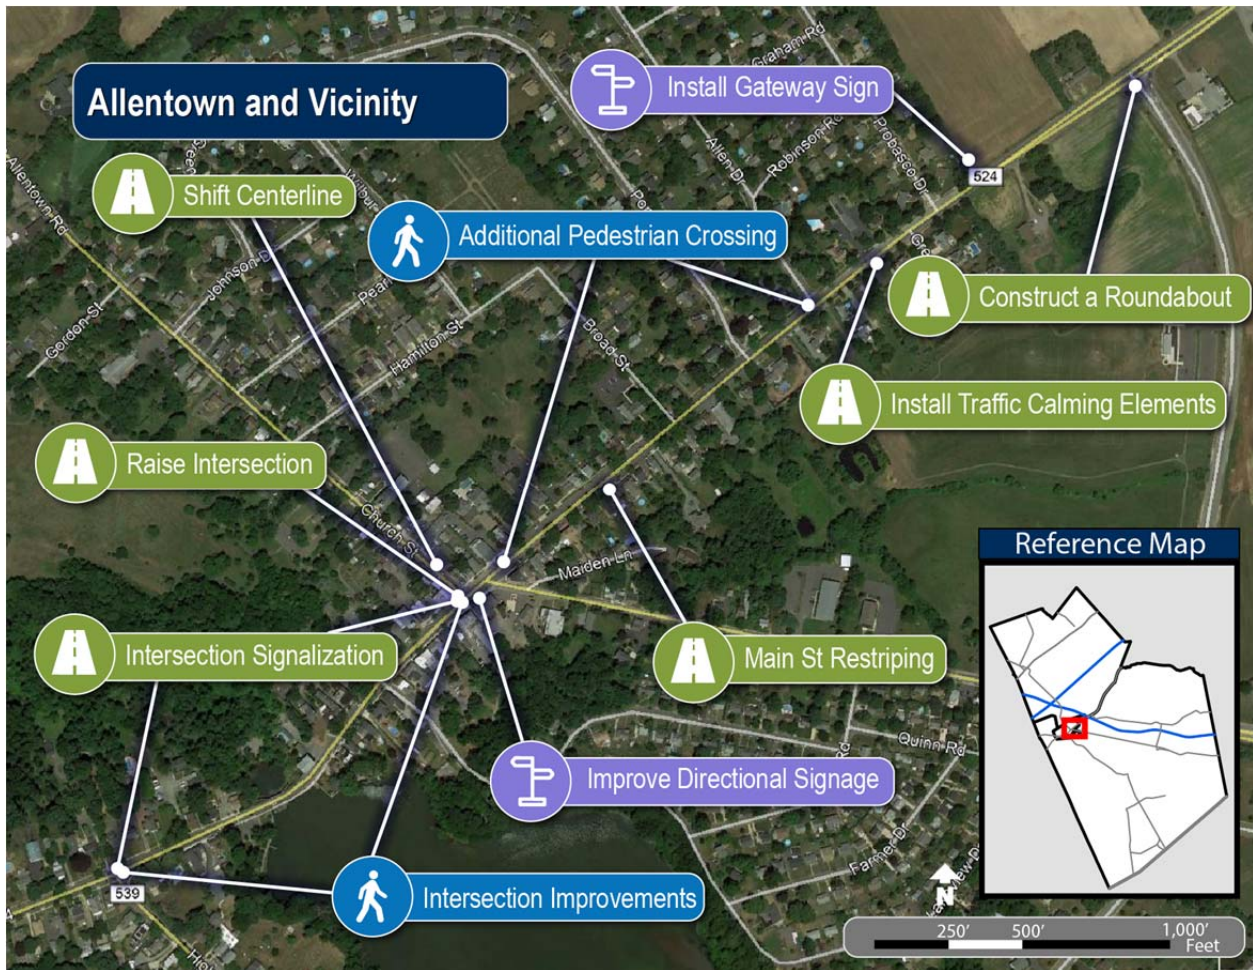 Allentown and Vicinity
Install Gateway Sign
Graham Rd
Robinson Rd
Probasco Dr
Allen Dr
524
Allentown Rd
Shift Centerline
Additional Pedestrian Crossing
Construct a Roundabout
Johnson D
Gordon St
Hamilton St
Broad St
Install Traffic Calming Elements
Raise Intersection
Church St
Maiden Ln
Reference Map
Intersection Signalization
Main St Restriping
Quinn Rd
Rd
Improve Directional Signage
Farmer Dr
539
Intersection Improvements
N
250' 500' 1,000'
Feet